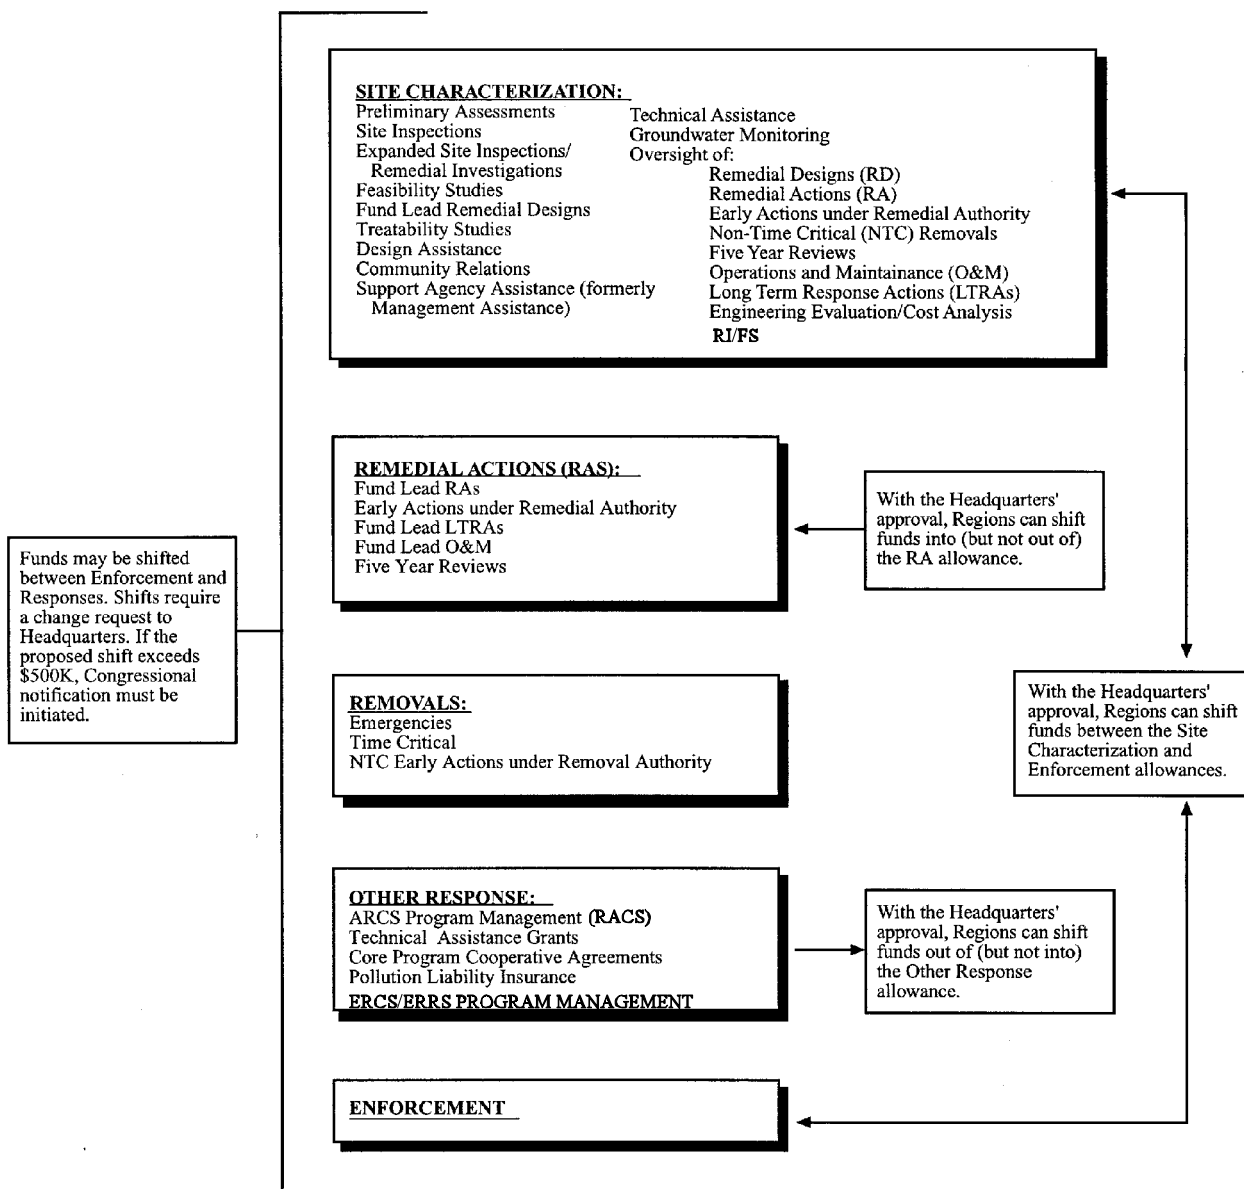 SITE CHARACTERIZATION:
Preliminary Assessments
Site Inspections
Expanded Site Inspections/
Remedial Investigations
Feasibility Studies
Fund Lead Remedial Designs
Treatability Studies
Design Assistance
Community Relations
Support Agency Assistance (formerly
Management Assistance)
Technical Assistance
Groundwater Monitoring
Oversight of:
Remedial Designs (RD)
Remedial Actions (RA)
Early Actions under Remedial Authority
Non-Time Critical (NTC) Removals
Five Year Reviews
Operations and Maintainance (O&M)
Long Term Response Actions (LTRAs)
Engineering Evaluation/Cost Analysis
RI/FS
REMEDIAL ACTIONS (RAS):
Fund Lead RAs
Early Actions under Remedial Authority
Fund Lead LTRAs
Fund Lead O&M
Five Year Reviews
With the Headquarters'
approval, Regions can shift
funds into (but not out of)
the RA allowance.
Funds may be shifted
between Enforcement and
Responses. Shifts require
a change request to
Headquarters. If the
proposed shift exceeds
$500K, Congressional
notification must be
initiated.
REMOVALS:
Emergencies
Time Critical
NTC Early Actions under Removal Authority
With the Headquarters'
approval, Regions can shift
funds between the Site
Characterization and
Enforcement allowances.
OTHER RESPONSE:
ARCS Program Management (RACS)
Technical Assistance Grants
Core Program Cooperative Agreements
Pollution Liability Insurance
ERCS/ERRS PROGRAM MANAGEMENT
With the Headquarters'
approval, Regions can shift
funds out of (but not into)
the Other Response
allowance.
ENFORCEMENT